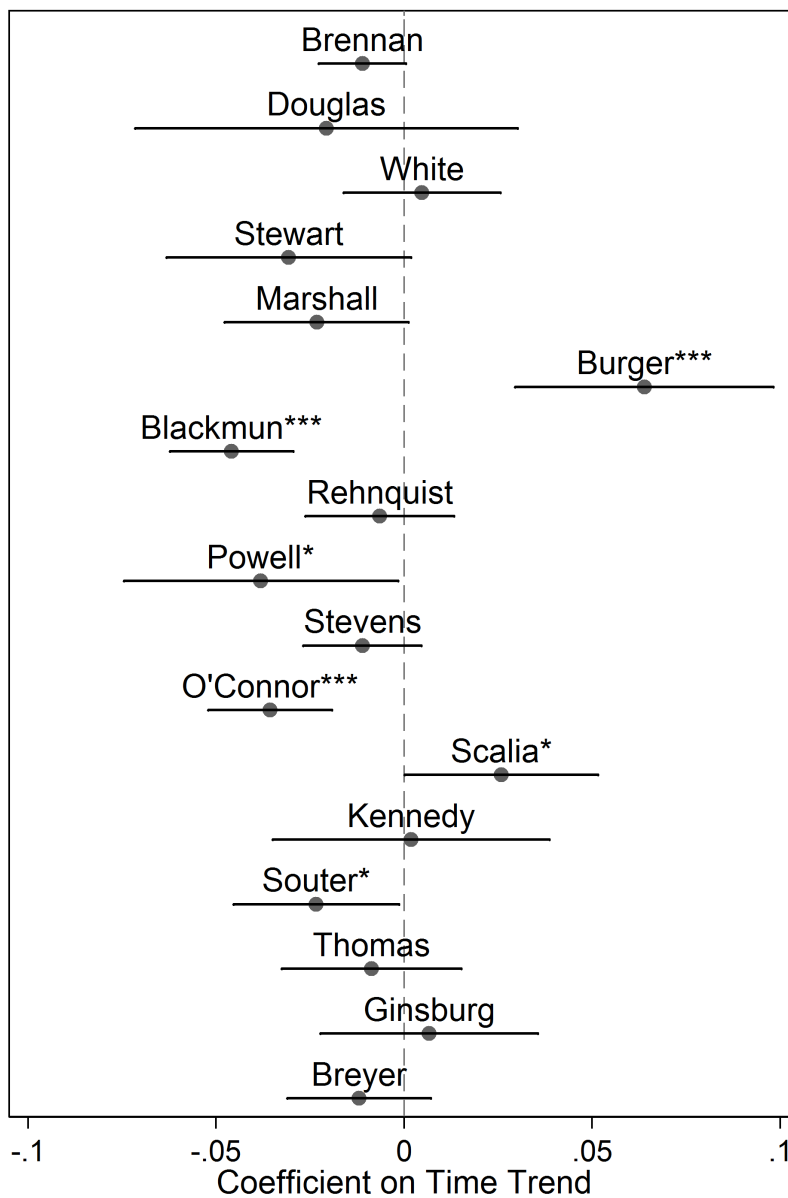 Brennan
Douglas
White
Stewart
Marshall
Burger***
Blackmun***
Rehnquist
Powell*
Stevens
O'Connor***
Scalia*
Kennedy
Souter*
Thomas
Ginsburg
Breyer
-.1 -.05 0 .05 .1
Coefficient on Time Trend